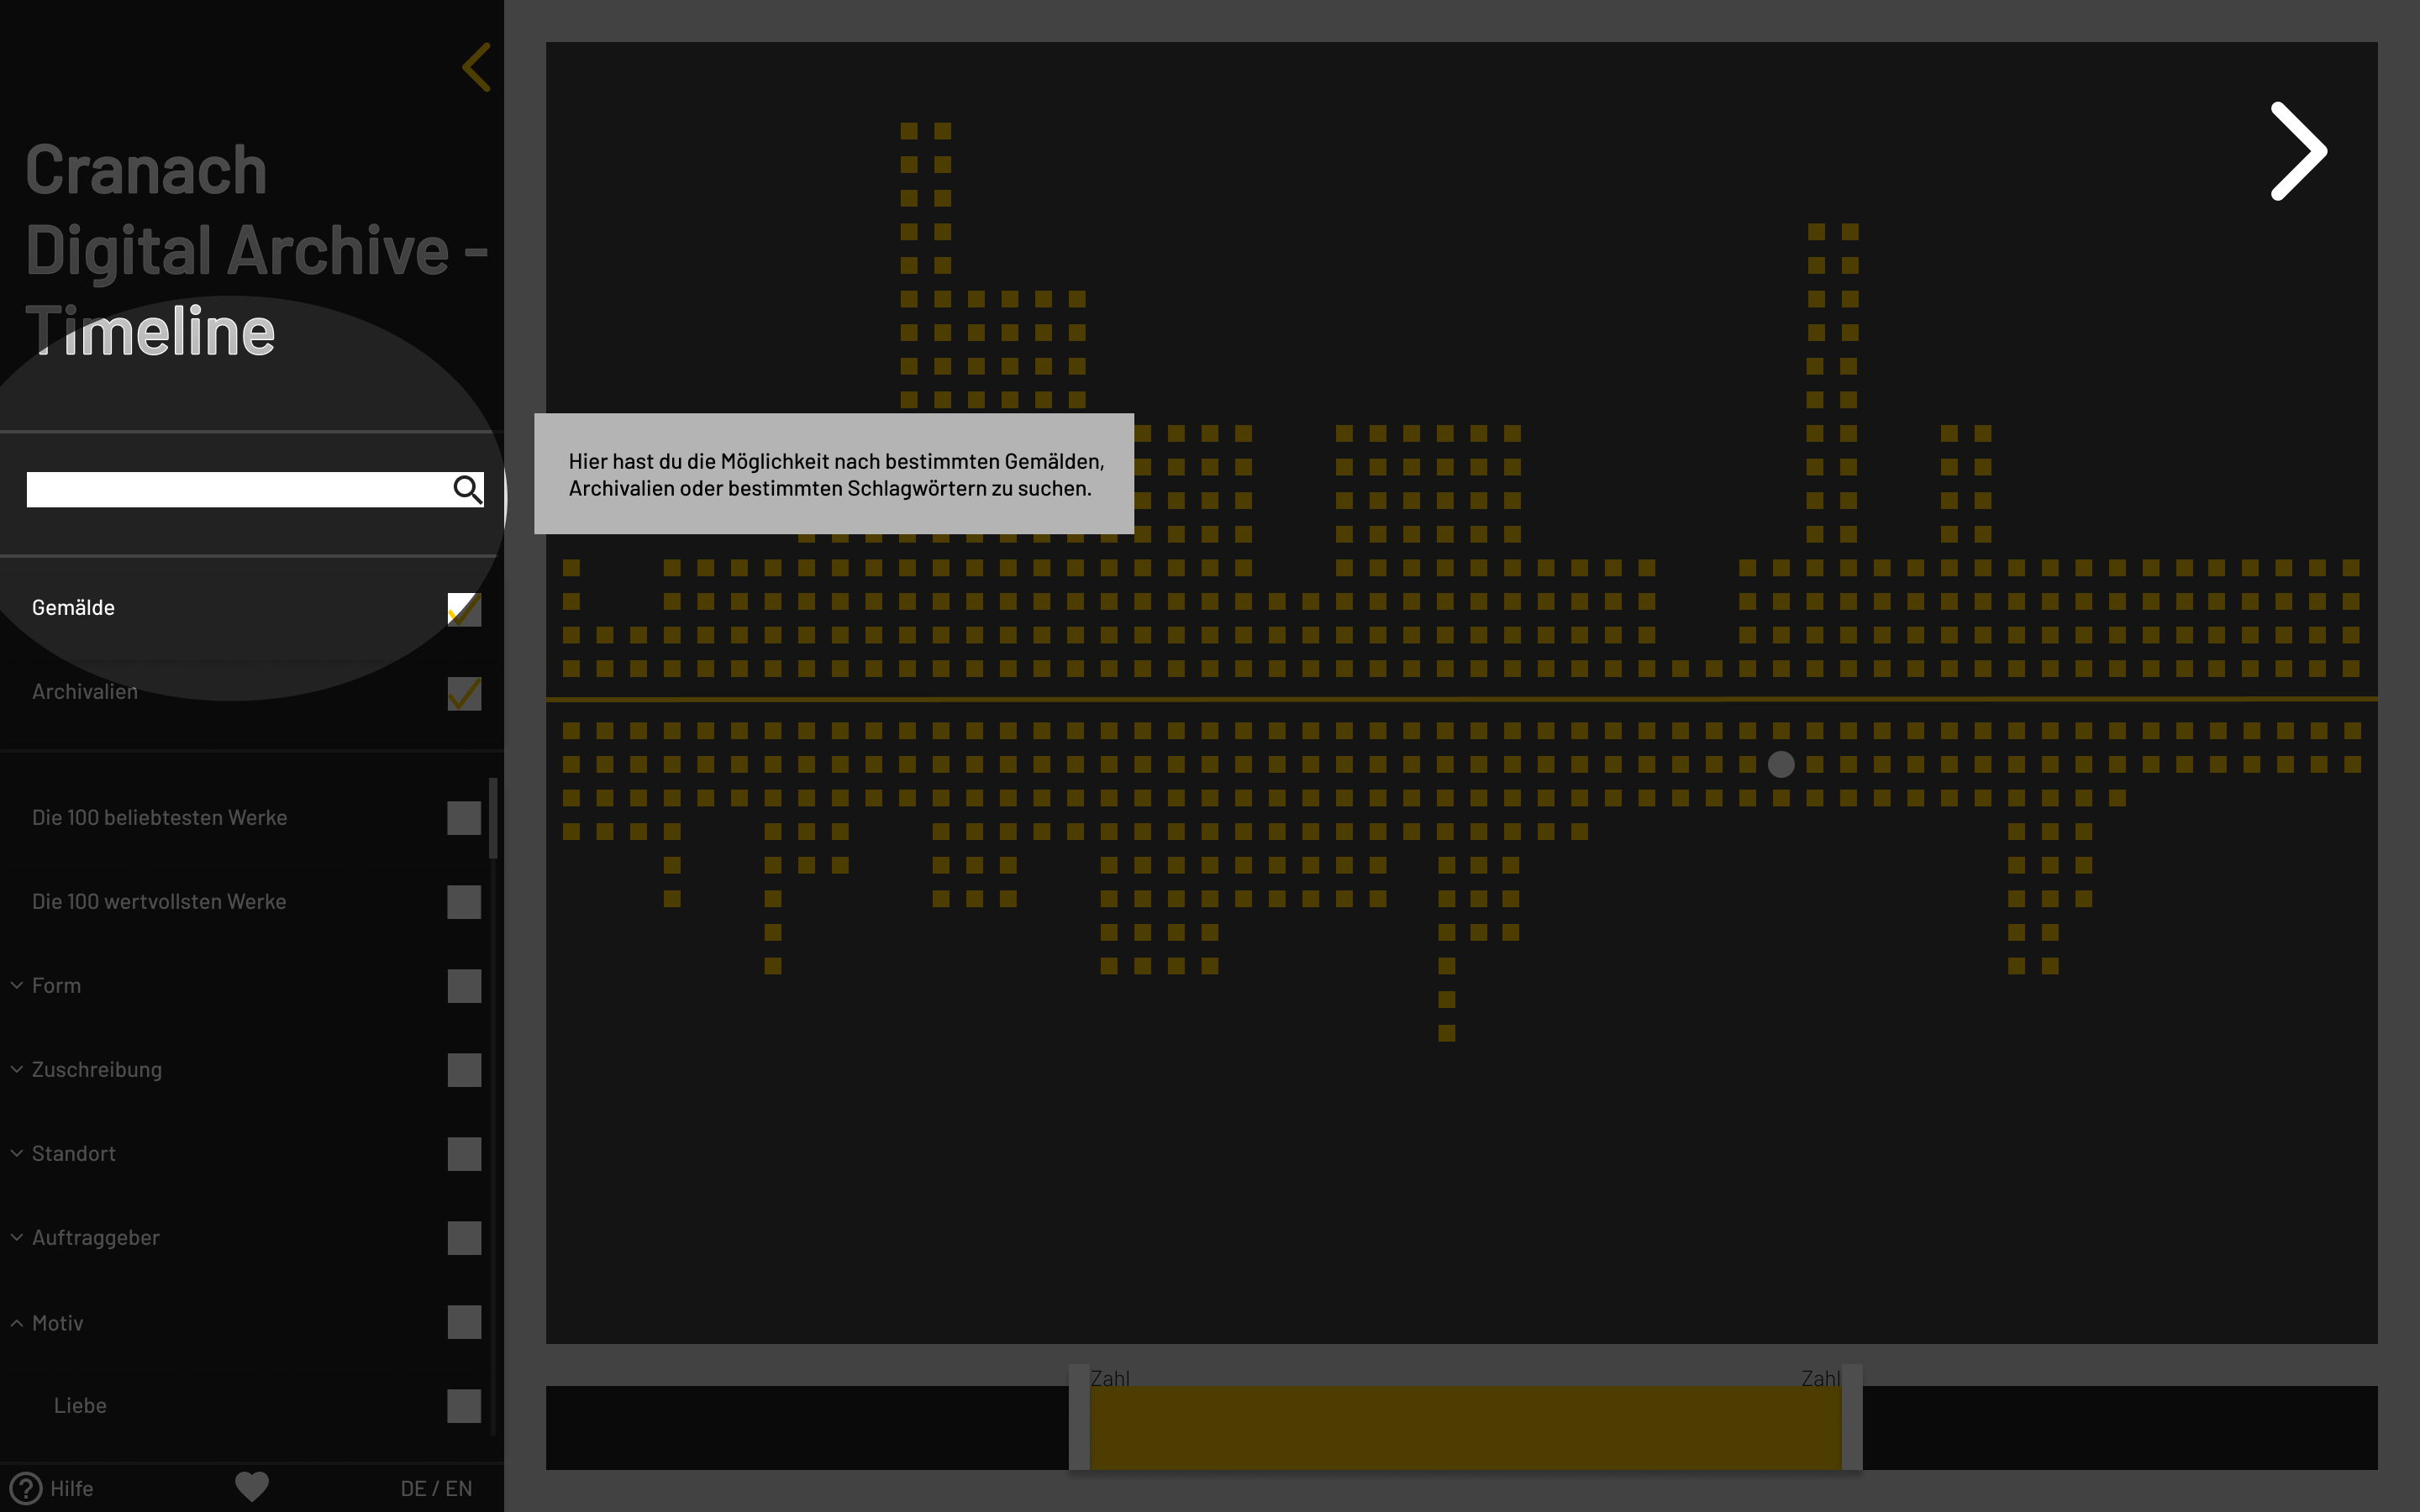 Cranach
Digital Archive -
Timeline
Hier hast du die Möglichkeit nach bestimmten Gemälden,
Archivalien oder bestimmten Schlagwörtern zu suchen.
Gemälde
Archivalien
Die 100 beliebtesten Werke
Die 100 wertvollsten Werke
Form
Zuschreibung
Standort
Auftraggeber
Motiv
Liebe
Zahl
Zahl
? Hilfe
DE / EN